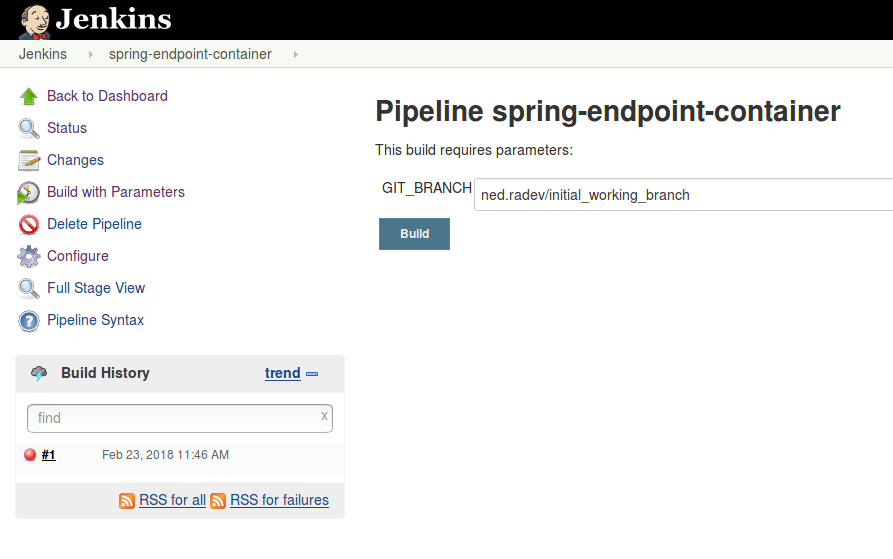 Jenkins
Jenkins spring-endpoint-container
Back to Dashboard
Status
Changes
Build with Parameters
Delete Pipeline
Configure
Full Stage View
Pipeline Syntax
Build History trend
find x
#1 Feb 23, 2018 11:46 AM
RSS for all RSS for failures
Pipeline spring-endpoint-container
This build requires parameters:
GIT_BRANCH ned.radev/initial_working_branch
Build